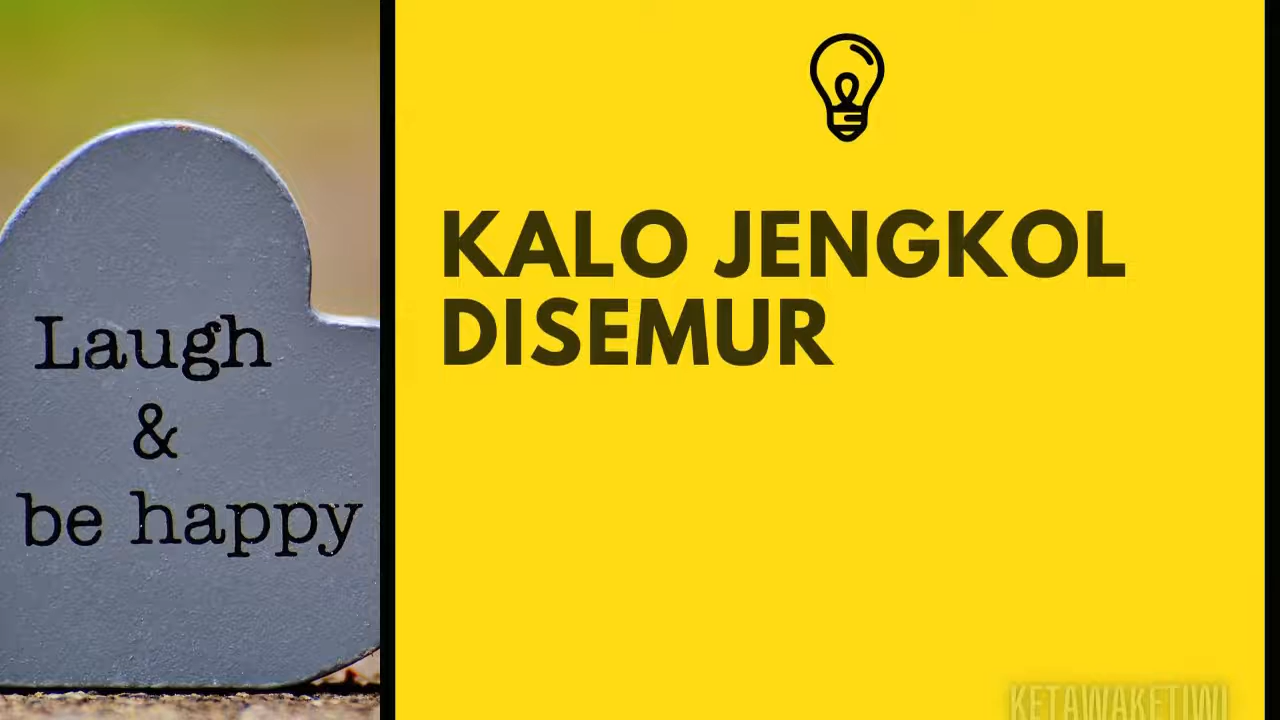 Laugh
&
be happy
KALO JENGKOL
DISEMUR
KETAWAKETIWI